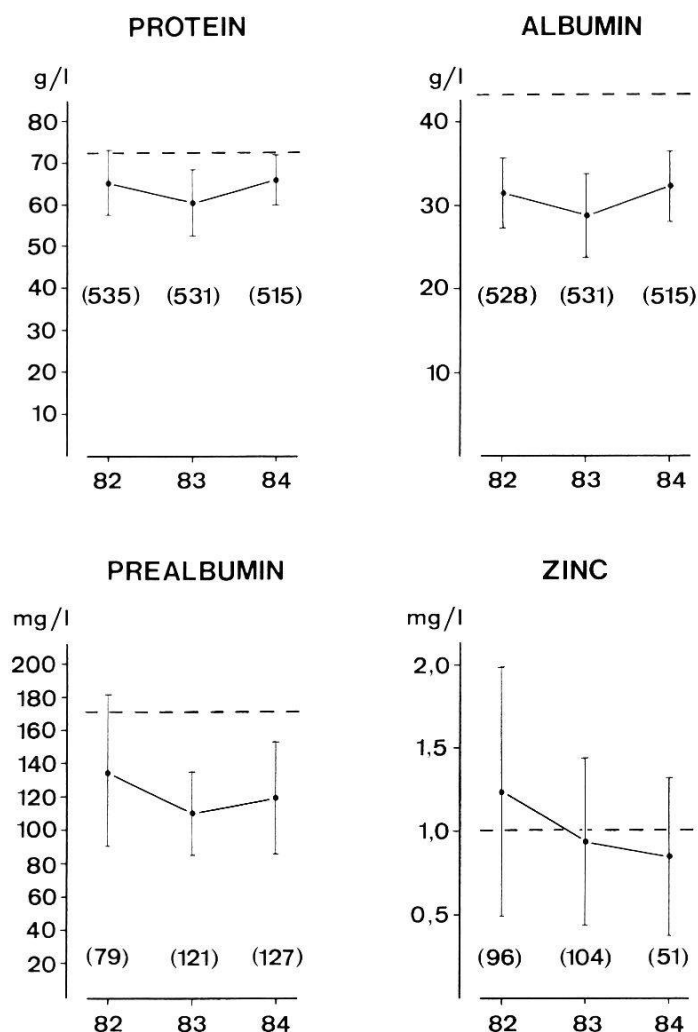 PROTEIN
g/l
80
70
60
50
40
30
20
10
(535) (531) (515)
82 83 84
ALBUMIN
g/l
40
30
20
10
(528) (531) (515)
82 83 84
PREALBUMIN
mg/l
200
180
160
140
120
100
80
60
40
20
(79) (121) (127)
82 83 84
ZINC
mg/l
2,0
1,5
1,0
0,5
(96) (104) (51)
82 83 84